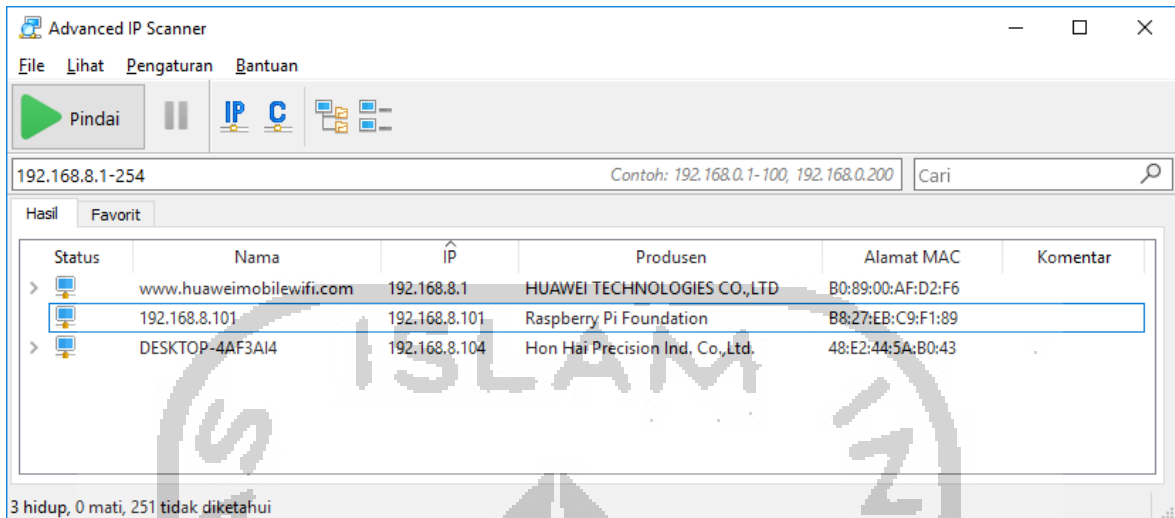 Advanced IP Scanner
File Lihat Pengaturan Bantuan
Pindai IP C
192.168.8.1-254 Contoh: 192.168.0.1-100, 192.168.0.200 Cari
Hasil Favorit
Status Nama IP Produsen Alamat MAC Komentar
www.huaweimobilewifi.com 192.168.8.1 HUAWEI TECHNOLOGIES CO.,LTD B0:89:00:AF:D2:F6
192.168.8.101 192.168.8.101 Raspberry Pi Foundation B8:27:EB:C9:F1:89
DESKTOP-4AF3AI4 192.168.8.104 Hon Hai Precision Ind. Co.,Ltd. 48:E2:44:5A:B0:43
ISLAM
3 hidup, 0 mati, 251 tidak diketahui